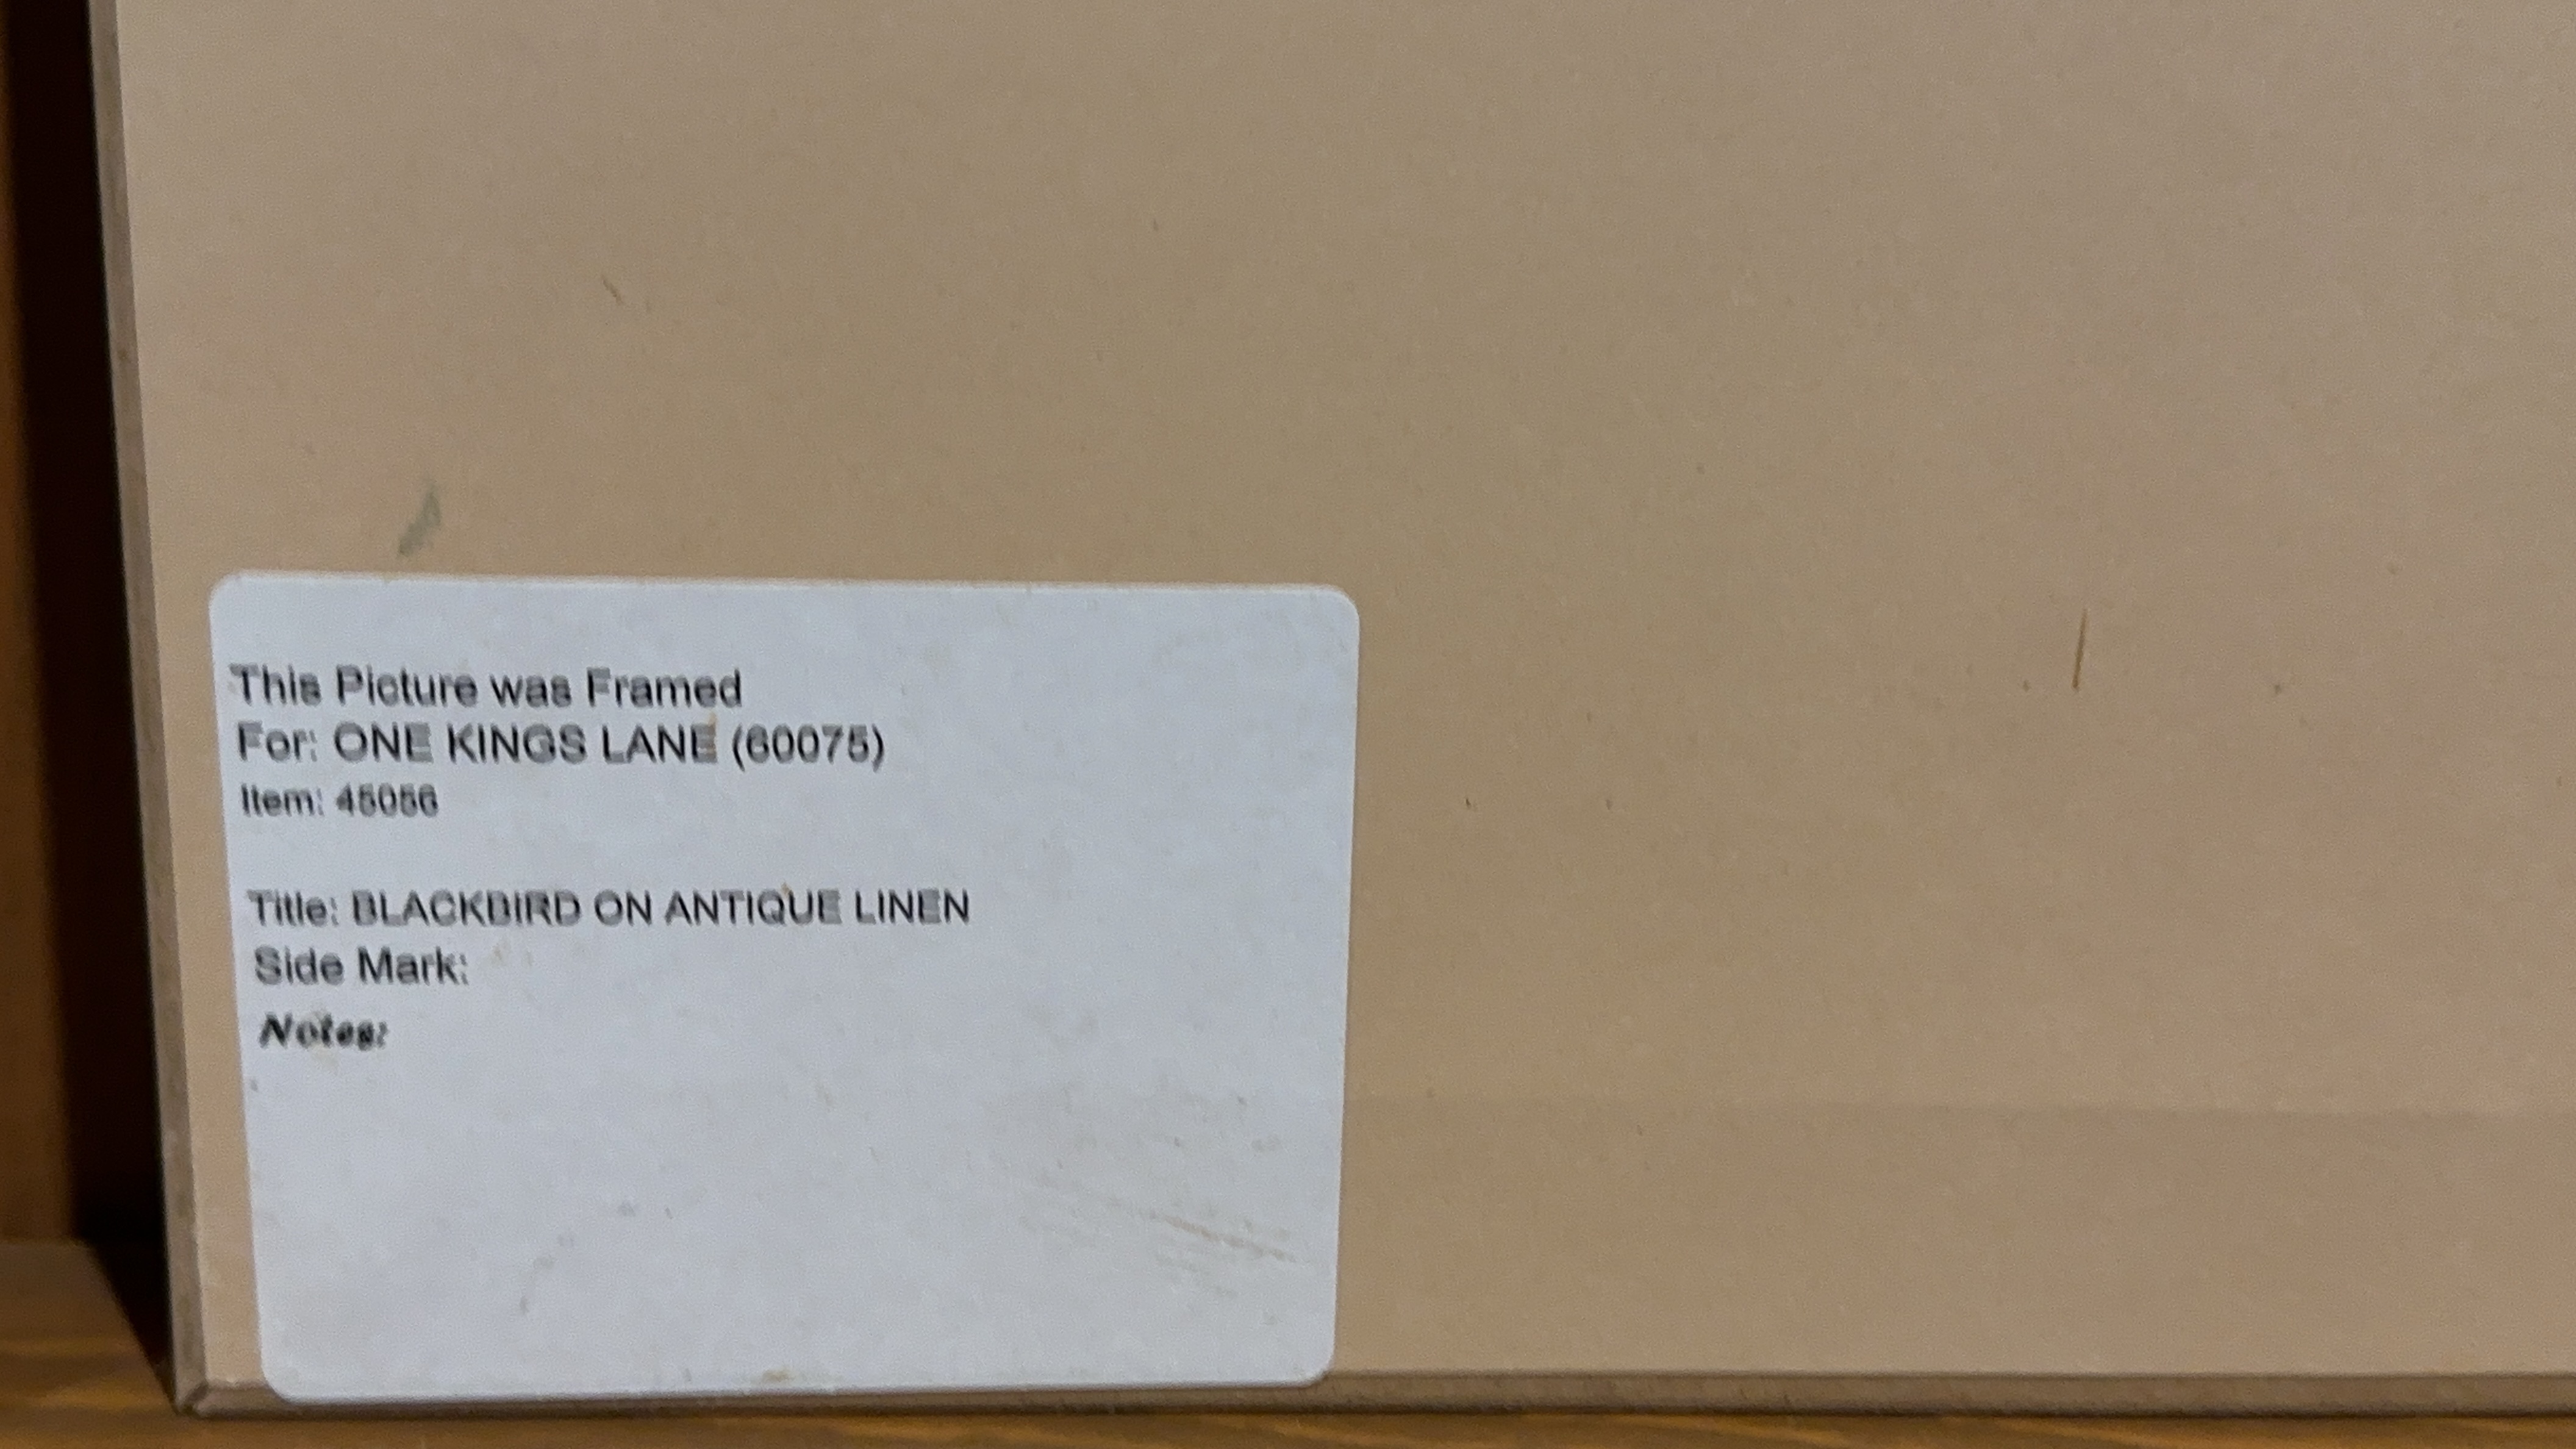 This Picture was Framed
For: ONE KINGS LANE (60075)
Item: 45056
Title: BLACKBIRD ON ANTIQUE LINEN
Side Mark:
Notes: